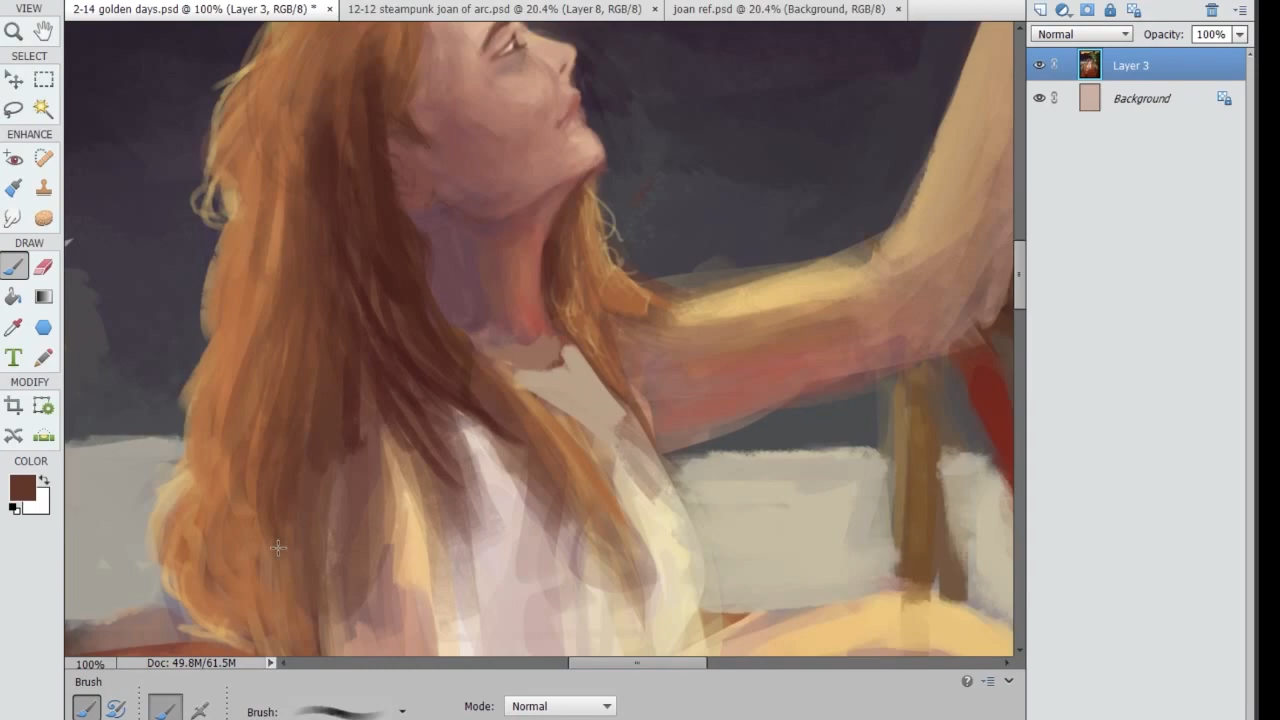 VIEW
2-14 golden days.psd @ 100% (Layer 3, RGB/8) * ×
12-12 steampunk joan of arc.psd @ 20.4% (Layer 8, RGB/8) ×
joan ref.psd @ 20.4% (Background, RGB/8) ×
Normal
Opacity: 100%
SELECT
Layer 3
Background
ENHANCE
DRAW
T
MODIFY
COLOR
100%
Doc: 49.8M/61.5M
Brush
Brush:
Mode: Normal